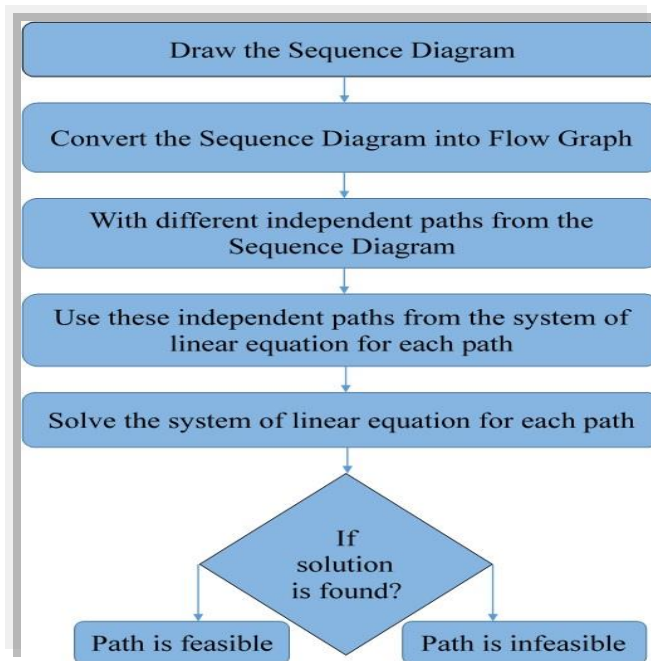 Draw the Sequence Diagram
Convert the Sequence Diagram into Flow Graph
With different independent paths from the
Sequence Diagram
Use these independent paths from the system of
linear equation for each path
Solve the system of linear equation for each path
If
solution
is found?
Path is feasible
Path is infeasible